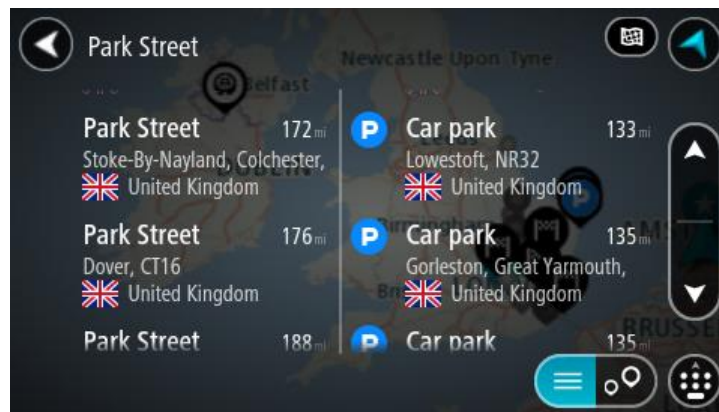 Park Street
Newcastle Upon Tyne
Belfast
DUBLIN
Park Street 172 mi
Stoke-By-Nayland, Colchester,
United Kingdom
Park Street 176 mi
Dover, CT16
United Kingdom
Park Street 188 mi
P Car park 133 mi
Lowestoft, NR32
United Kingdom
P Car park 135 mi
Gorleston, Great Yarmouth,
United Kingdom
P Car park 135 mi
Birmingham
P